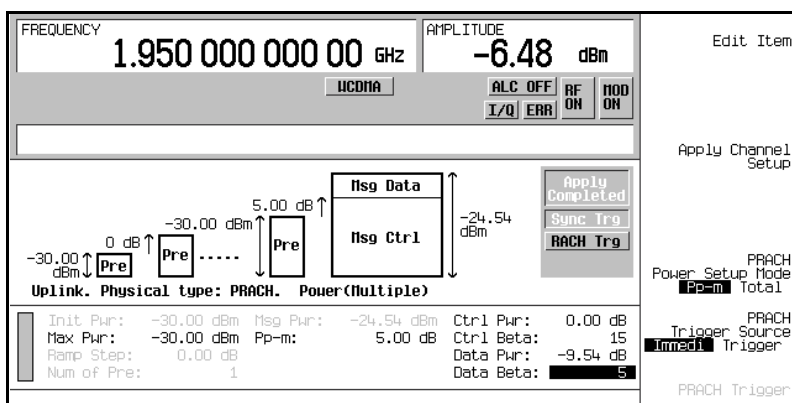 FREQUENCY
1.950 000 000 00 GHz
AMPLITUDE
-6.48 dBm
WCDMA
ALC OFF
I/Q
ERR
RF ON
MOD ON
Edit Item
Apply Channel
Setup
PRACH
Power Setup Mode
Pp-m Total
PRACH
Trigger Source
Immedi Trigger
PRACH Trigger
Msg Data
Msg Ctrl
5.00 dB
-30.00 dBm
0 dB
-30.00
dBm
Pre
Pre
.....
Pre
-24.54
dBm
Apply
Completed
Sync Trg
RACH Trg
Uplink. Physical type: PRACH. Power(Multiple)
Init Pwr: -30.00 dBm Msg Pwr: -24.54 dBm Ctrl Pwr: 0.00 dB
Max Pwr: -30.00 dBm Pp-m: 5.00 dB Ctrl Beta: 15
Ramp Step: 0.00 dB Data Pwr: -9.54 dB
Num of Pre: 1 Data Beta: 5